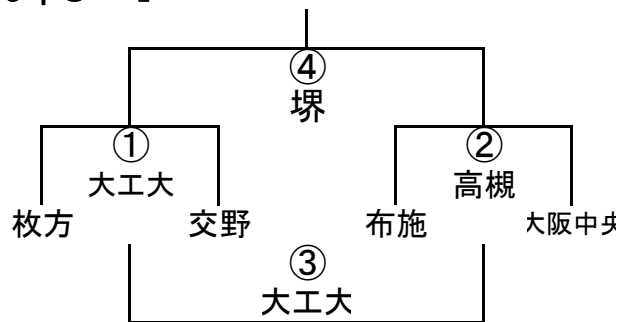 ④
堺
①
②
大工大
高槻
枚方
交野
布施
大阪中央
③
大工大